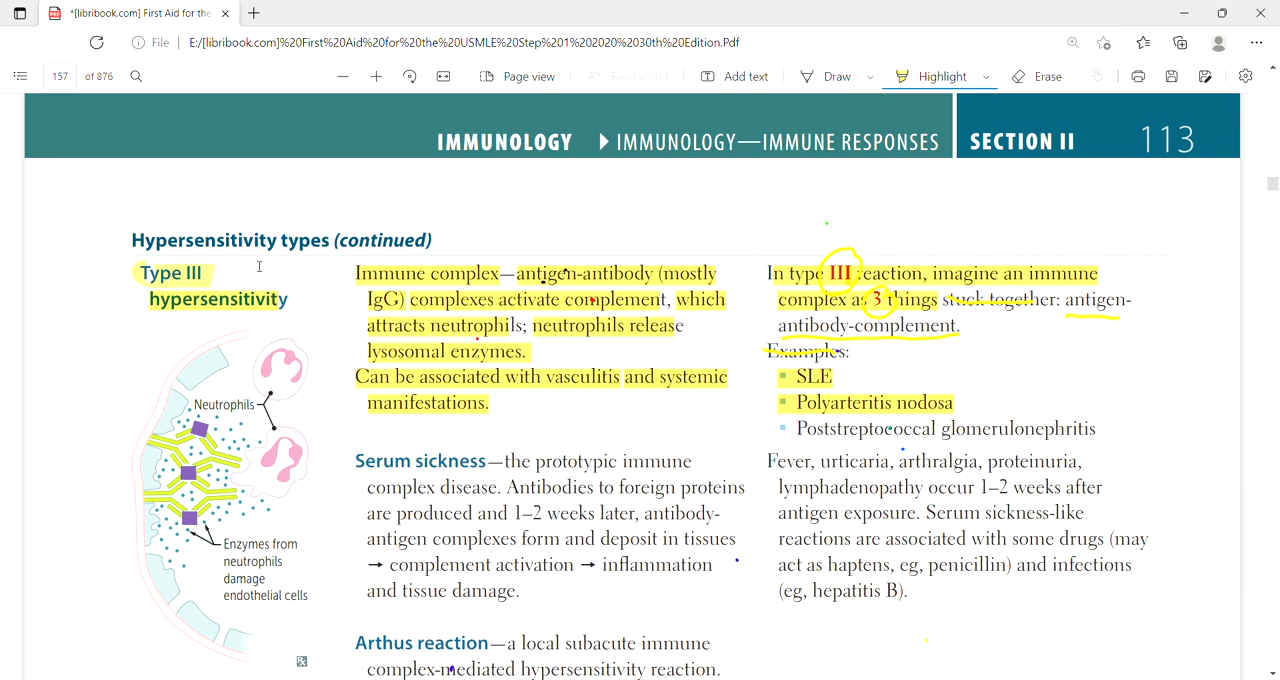 *[libribook.com] First Aid for the
File
E:/[libribook.com]%20First%20Aid%20for%20the%20USMLE%20Step%201%202020%2030th%20Edition.Pdf
157 of 876
Page view
Read aloud
Add text
Draw
Highlight
Erase
IMMUNOLOGY ▶ IMMUNOLOGY—IMMUNE RESPONSES SECTION II 113
Hypersensitivity types (continued)
Type III
hypersensitivity
Neutrophils
Enzymes from
neutrophils
damage
endothelial cells
Immune complex—antigen-antibody (mostly
IgG) complexes activate complement, which
attracts neutrophils; neutrophils release
lysosomal enzymes.
Can be associated with vasculitis and systemic
manifestations.
In type III reaction, imagine an immune
complex as 3 things stuck together: antigen-
antibody-complement.
Examples:
SLE
Polyarteritis nodosa
Poststreptococcal glomerulonephritis
Serum sickness—the prototypic immune
complex disease. Antibodies to foreign proteins
are produced and 1–2 weeks later, antibody-
antigen complexes form and deposit in tissues
→ complement activation → inflammation
and tissue damage.
Fever, urticaria, arthralgia, proteinuria,
lymphadenopathy occur 1–2 weeks after
antigen exposure. Serum sickness-like
reactions are associated with some drugs (may
act as haptens, eg, penicillin) and infections
(eg, hepatitis B).
Arthus reaction—a local subacute immune
complex-mediated hypersensitivity reaction.